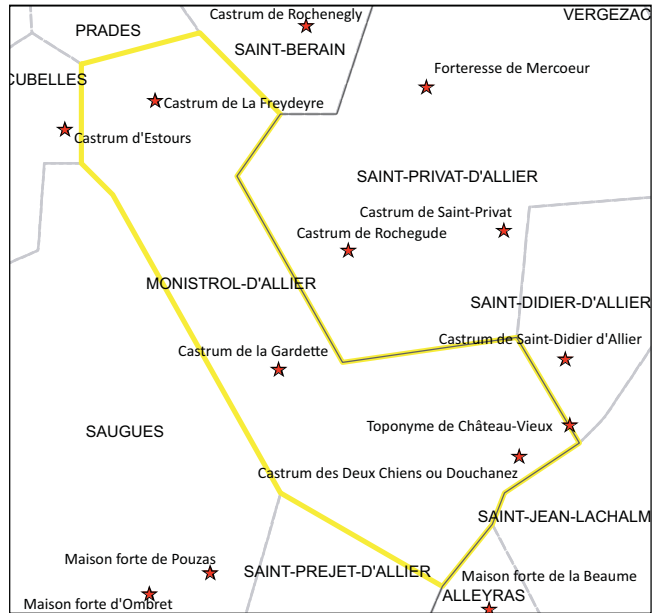 Castrum de Rochenegly
VERGEZAC
PRADES
SAINT-BERAIN
Forteresse de Mercoeur
CUBELLES
Castrum de La Freydeyre
Castrum d'Estours
SAINT-PRIVAT-D'ALLIER
Castrum de Saint-Privat
Castrum de Rochegude
MONISTROL-D'ALLIER
SAINT-DIDIER-D'ALLIER
Castrum de Saint-Didier d'Allier
Castrum de la Gardette
Toponyme de Château-Vieux
SAUGUES
Castrum des Deux Chiens ou Douchanez
SAINT-JEAN-LACHALM
Maison forte de Pouzas
SAINT-PREJET-D'ALLIER
Maison forte de la Beaume
ALLEYRAS
Maison forte d'Ombret